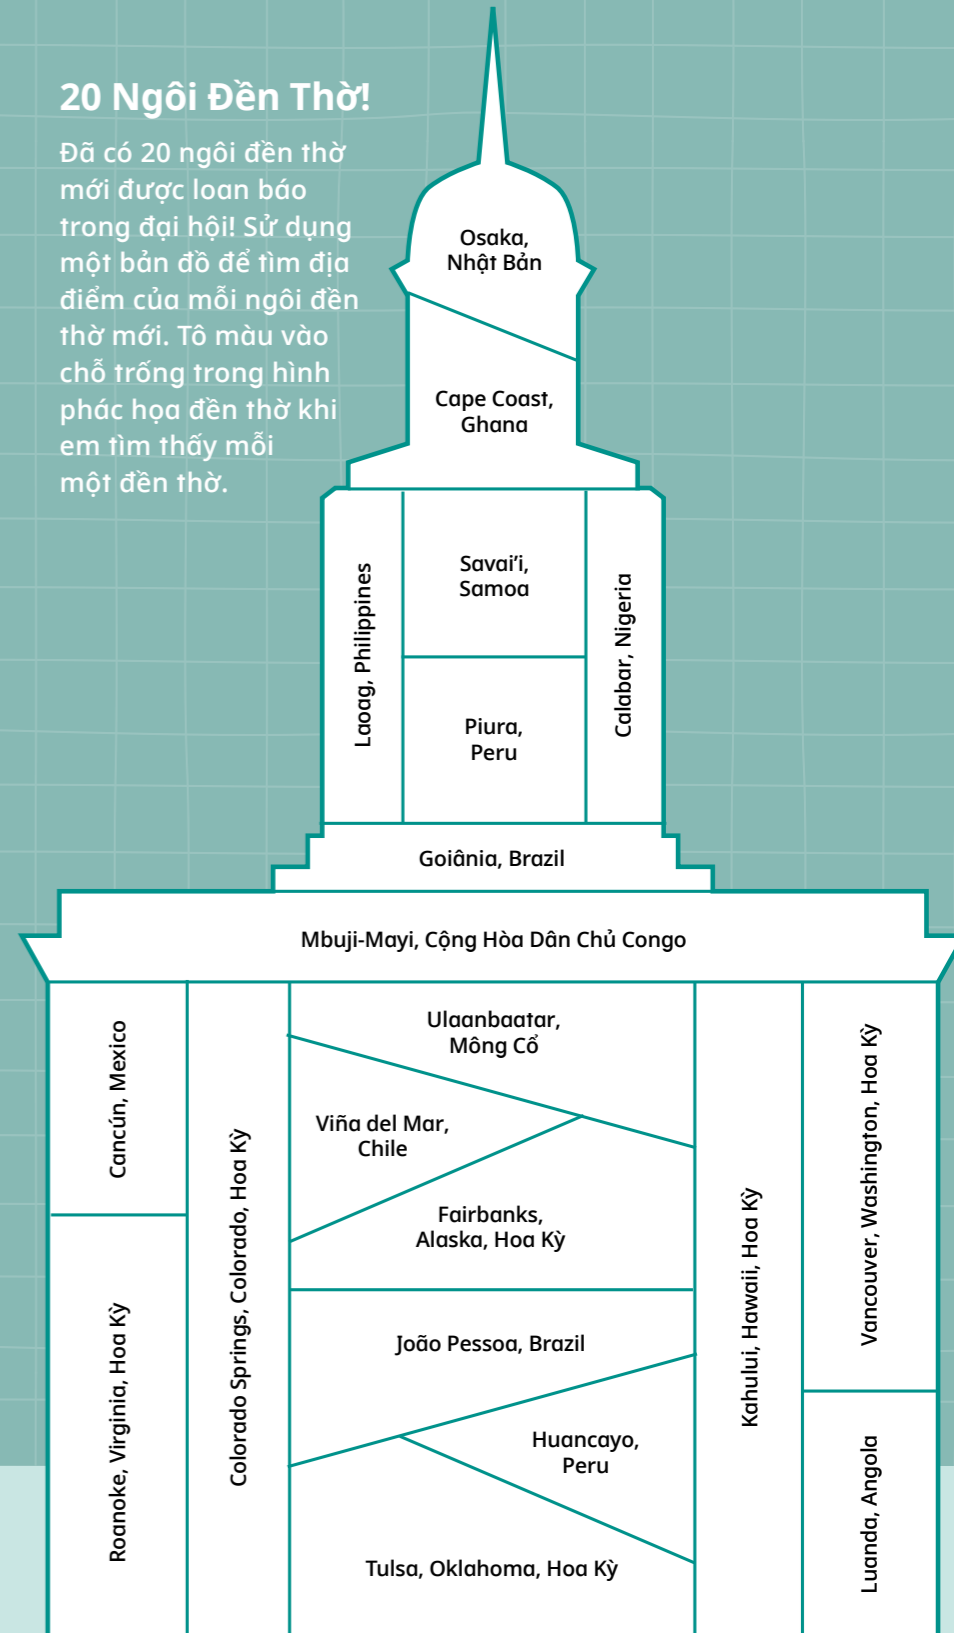 20 Ngôi Đền Thờ!
Đã có 20 ngôi đền thờ
mới được loan báo
trong đại hội! Sử dụng
một bản đồ để tìm địa
điểm của mỗi ngôi đền
thờ mới. Tô màu vào
chỗ trống trong hình
phác họa đền thờ khi
em tìm thấy mỗi
một đền thờ.
Osaka,
Nhật Bản
Cape Coast,
Ghana
Laoag, Philippines
Savai’i,
Samoa
Calabar, Nigeria
Piura,
Peru
Goiânia, Brazil
Mbuji-Mayi, Cộng Hòa Dân Chủ Congo
Cancún, Mexico
Roanoke, Virginia, Hoa Kỳ
Colorado Springs, Colorado, Hoa Kỳ
Ulaanbaatar,
Mông Cổ
Viña del Mar,
Chile
Fairbanks,
Alaska, Hoa Kỳ
João Pessoa, Brazil
Huancayo,
Peru
Tulsa, Oklahoma, Hoa Kỳ
Kahului, Hawaii, Hoa Kỳ
Vancouver, Washington, Hoa Kỳ
Luanda, Angola